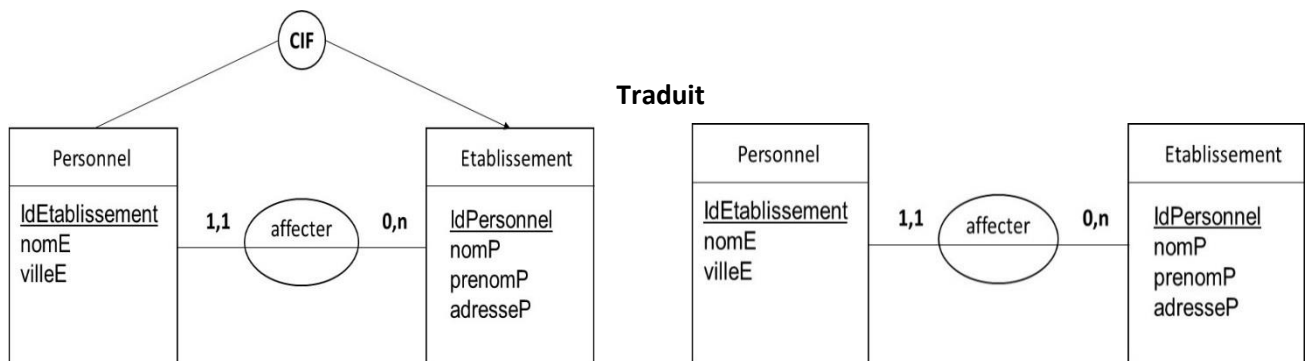 CIF
Traduit
Personnel
IdEtablissement
nomE
villeE
1,1
affecter
0,n
Etablissement
IdPersonnel
nomP
prenomP
adresseP
Personnel
IdEtablissement
nomE
villeE
1,1
affecter
0,n
Etablissement
IdPersonnel
nomP
prenomP
adresseP